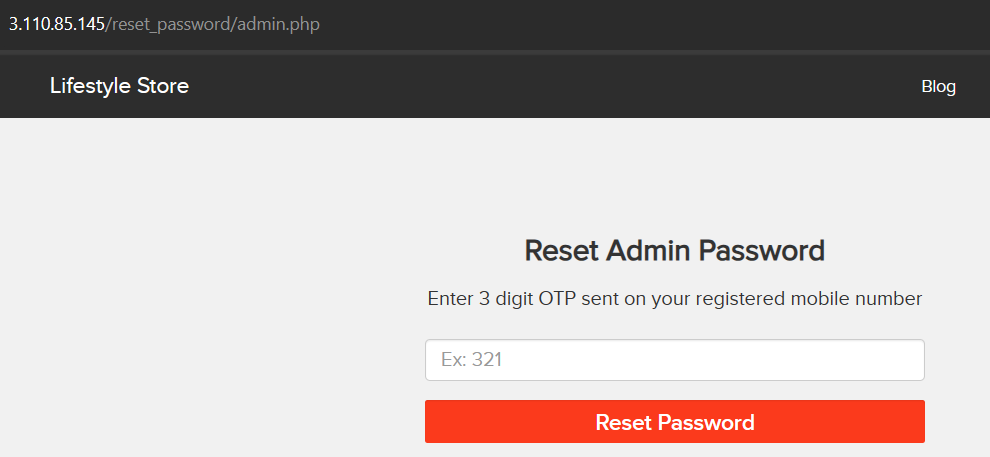 3.110.85.145/reset_password/admin.php
Lifestyle Store
Blog
Reset Admin Password
Enter 3 digit OTP sent on your registered mobile number
Ex: 321
Reset Password